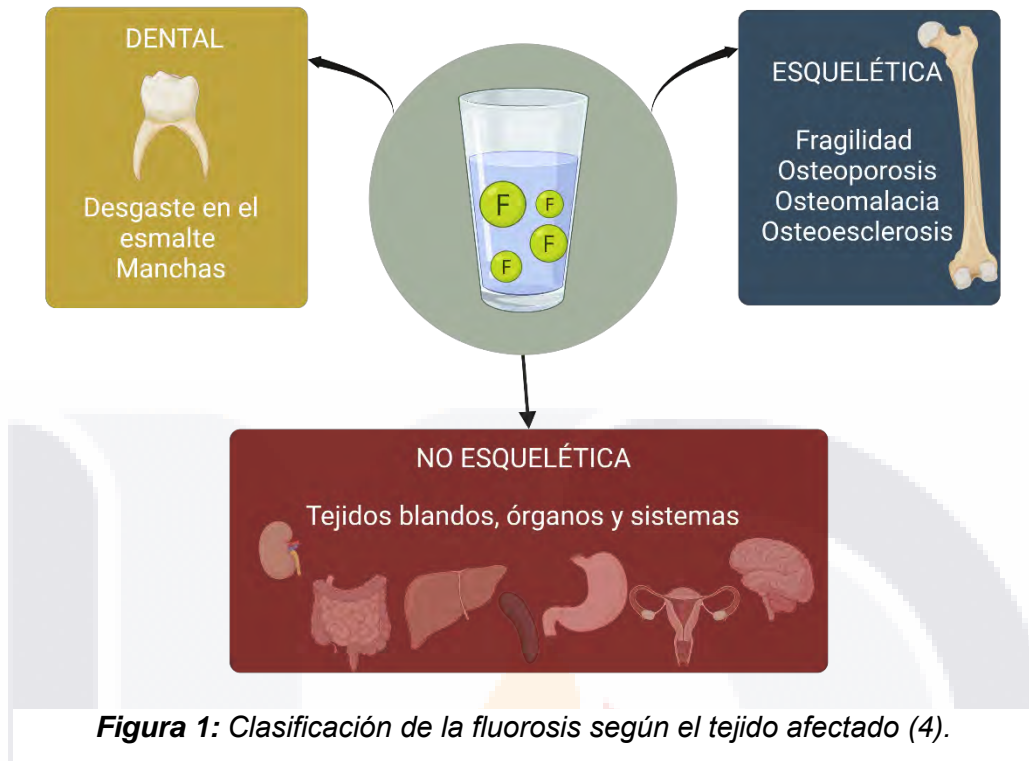 DENTAL
Desgaste en el
esmalte
Manchas
F
F
F
F
ESQUELÉTICA
Fragilidad
Osteoporosis
Osteomalacia
Osteoesclerosis
NO ESQUELÉTICA
Tejidos blandos, órganos y sistemas
Figura 1: Clasificación de la fluorosis según el tejido afectado (4).